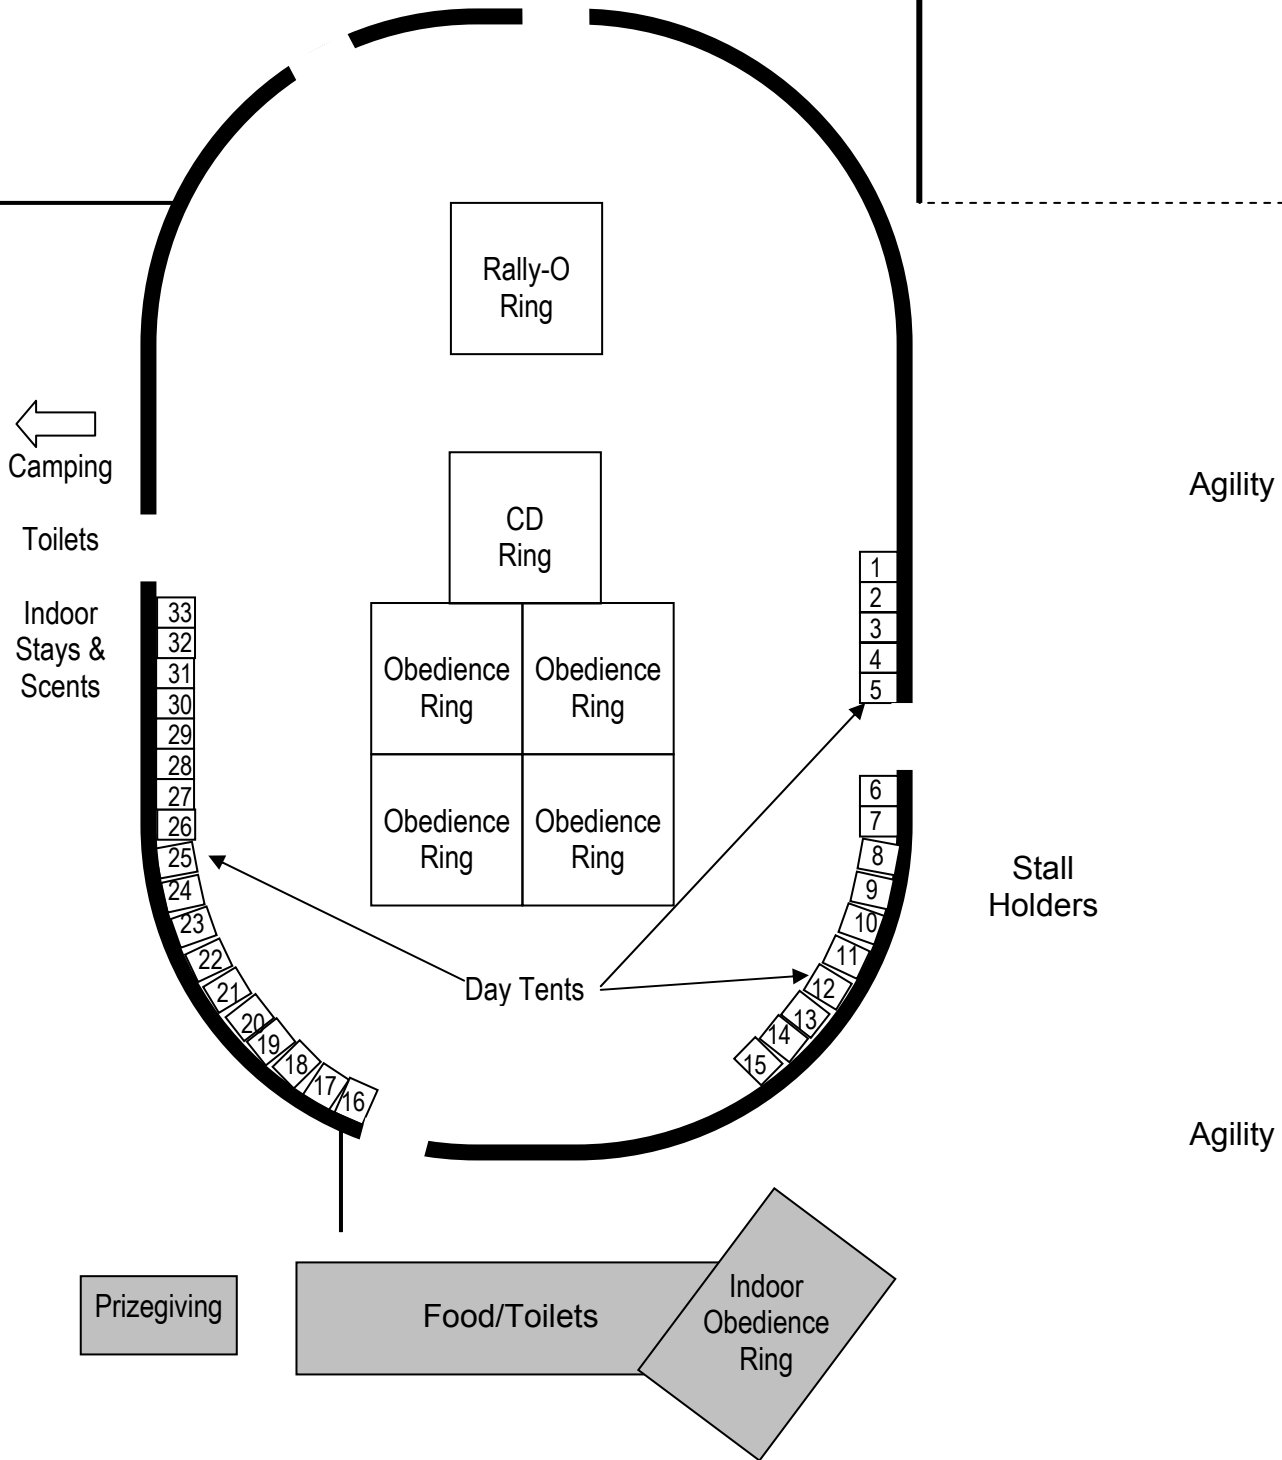 Rally-O
Ring
Camping
Agility
CD
Ring
Toilets
1
2
3
4
5
Indoor
Stays &
Scents
33
32
31
30
29
28
27
26
25
24
23
22
21
20
19
18
17
16
Obedience
Ring
Obedience
Ring
Obedience
Ring
Obedience
Ring
6
7
8
9
10
11
12
13
14
15
Stall
Holders
Day Tents
Agility
Prizegiving
Food/Toilets
Indoor
Obedience
Ring